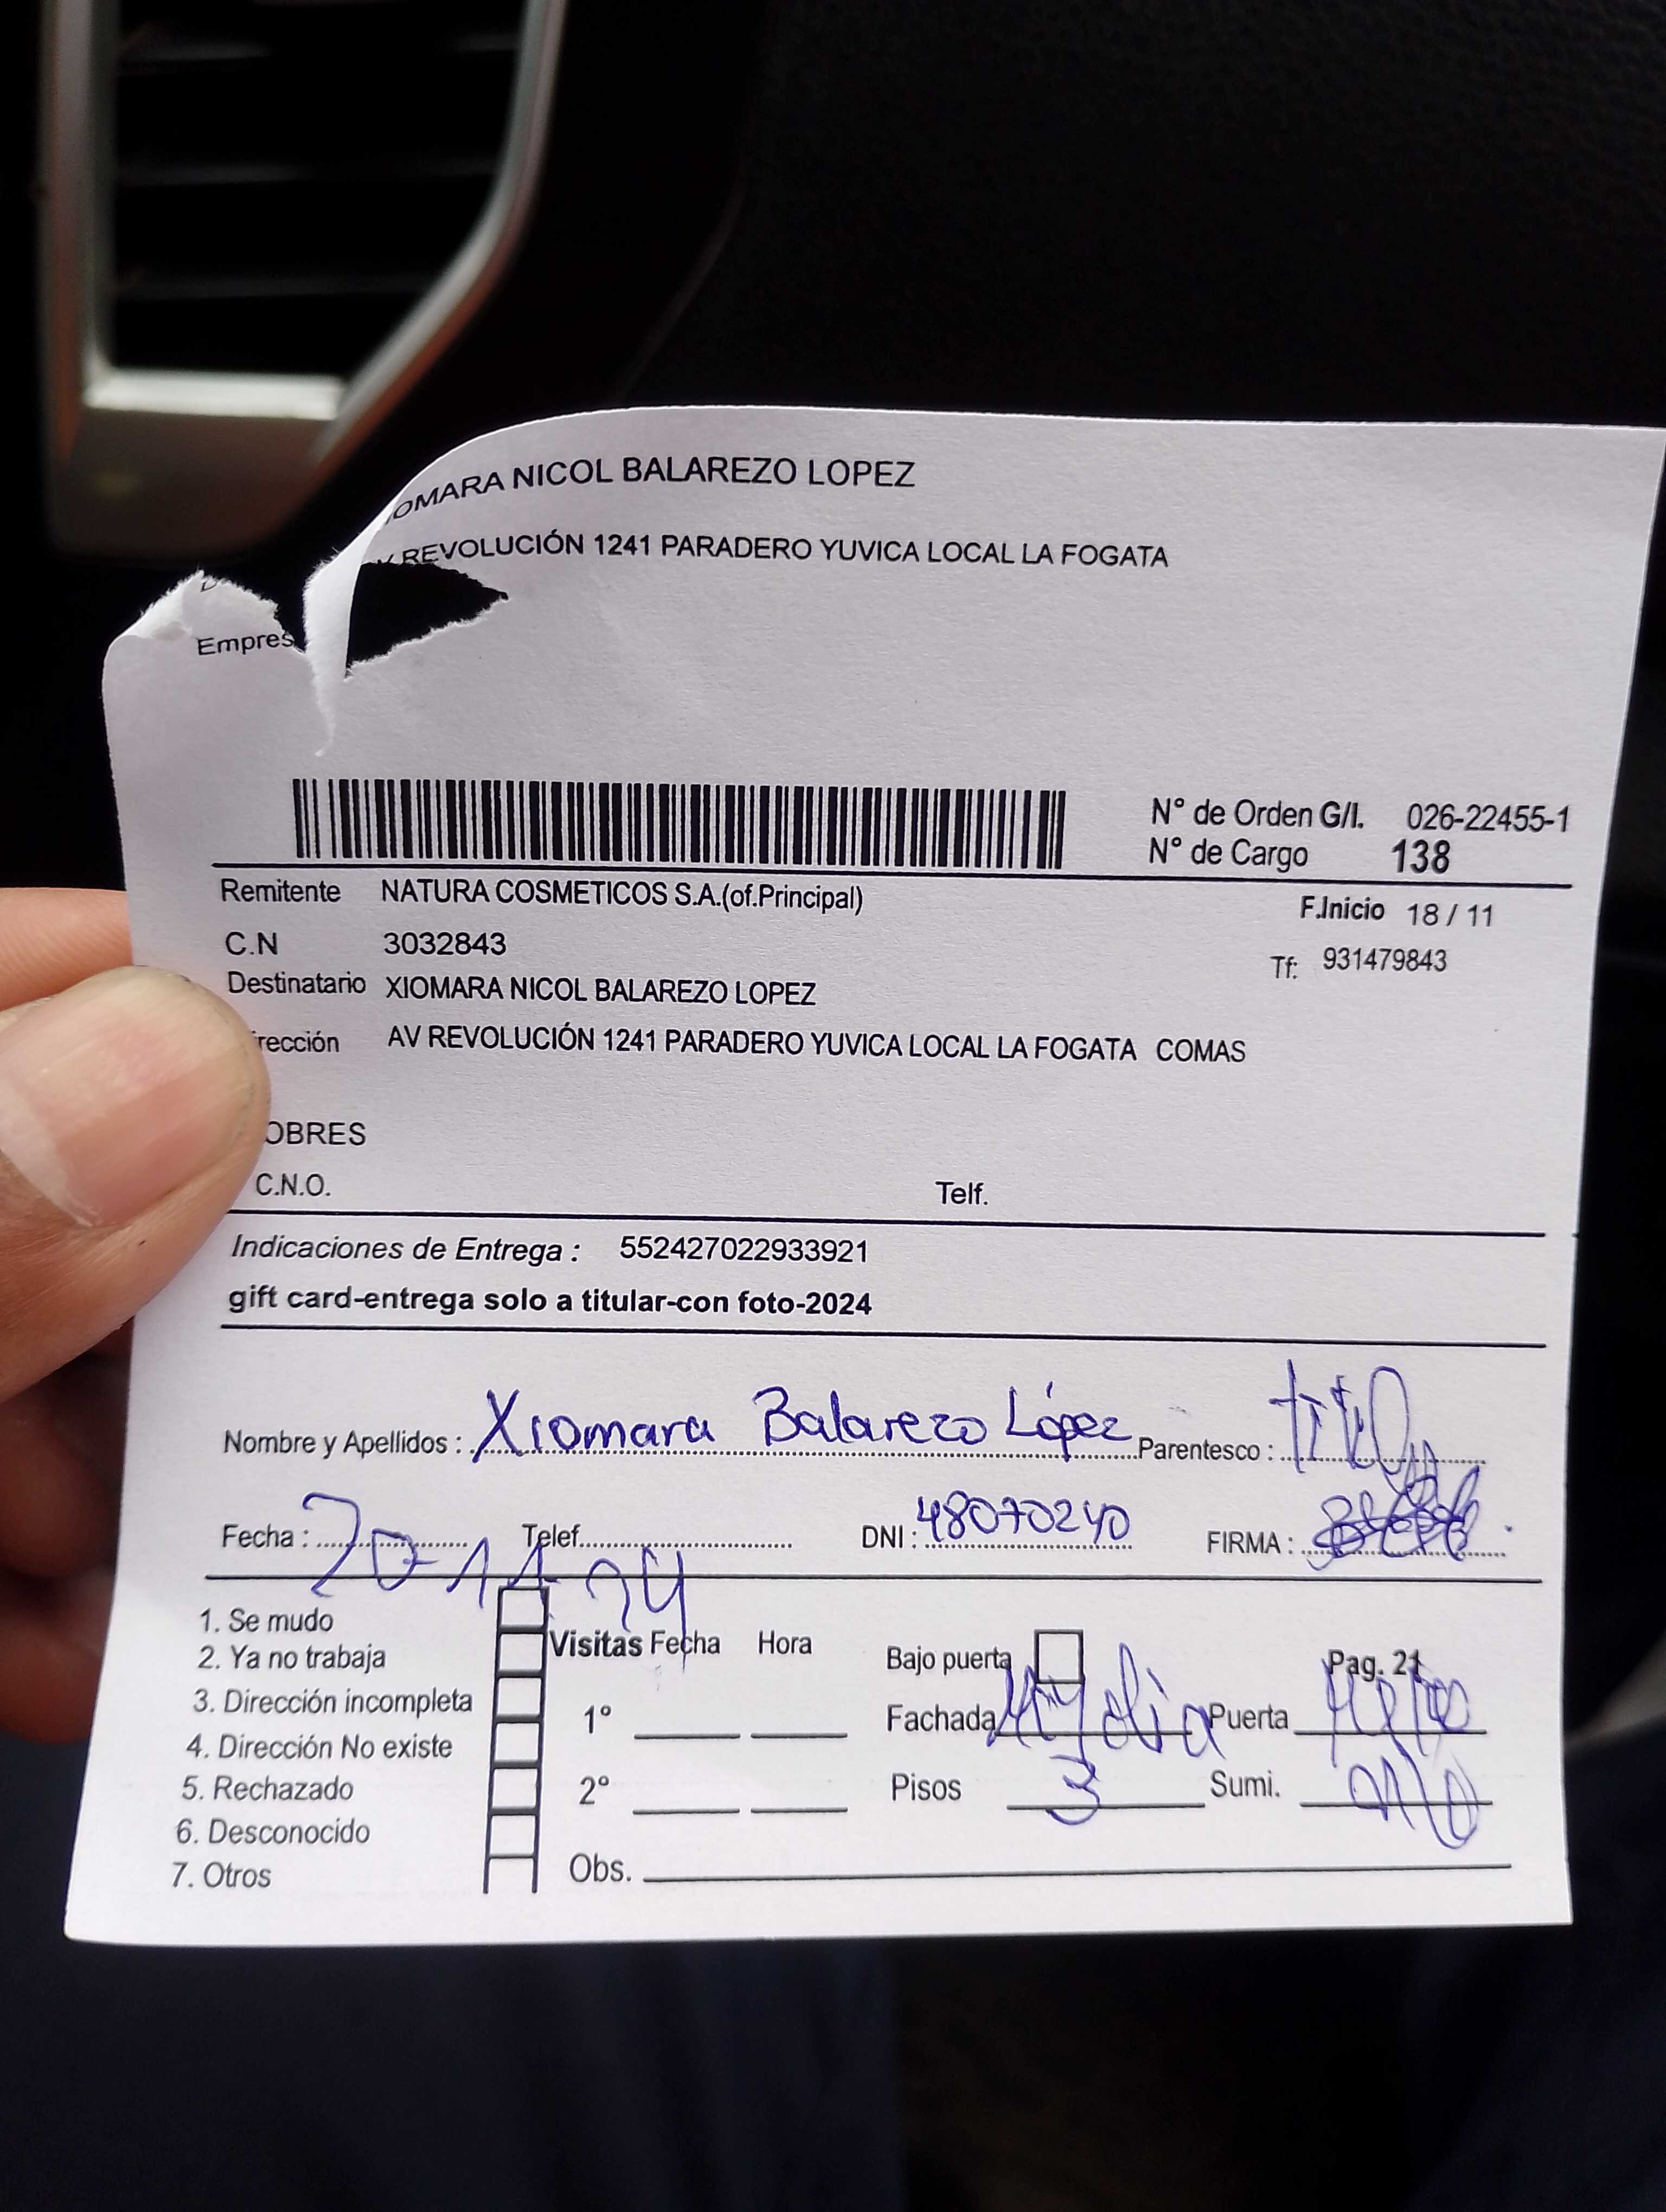 OMARA NICOL BALAREZO LOPEZ
REVOLUCIÓN 1241 PARADERO YUVICA LOCAL LA FOGATA
Empres
N° de Orden G/I. 026-22455-1
N° de Cargo 138
Remitente NATURA COSMETICOS S.A.(of.Principal)
F.Inicio 18 / 11
C.N 3032843
Tf: 931479843
Destinatario XIOMARA NICOL BALAREZO LOPEZ
irección AV REVOLUCIÓN 1241 PARADERO YUVICA LOCAL LA FOGATA COMAS
OBRES
C.N.O. Telf.
Indicaciones de Entrega : 552427022933921
gift card-entrega solo a titular-con foto-2024
Nombre y Apellidos : Xiomara Balarezo López Parentesco :
Fecha : 20-11-24 Telef. DNI : 48070240 FIRMA :
1. Se mudo
2. Ya no trabaja
3. Dirección incompleta
4. Dirección No existe
5. Rechazado
6. Desconocido
7. Otros
Visitas Fecha Hora
1°
2°
Obs.
Bajo puerta Pag. 21
Fachada Puerta
Pisos 3 Sumi.